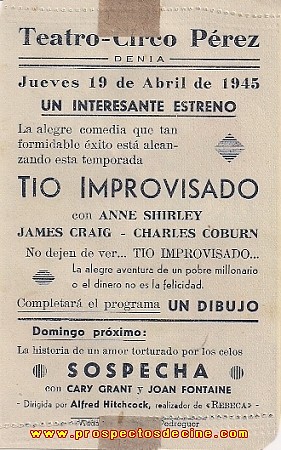 Teatro-Circo Pérez
DENIA
Jueves 19 de Abril de 1945
UN INTERESANTE ESTRENO
La alegre comedia que tan
formidable éxito está alcan-
zando esta temporada
TIO IMPROVISADO
con ANNE SHIRLEY
JAMES CRAIG - CHARLES COBURN
No dejen de ver... TIO IMPROVISADO...
La alegre aventura de un pobre millonario
o el dinero no es la felicidad.
Completará el programa UN DIBUJO
Domingo próximo:
La historia de un amor torturado por los celos
SOSPECHA
con CARY GRANT y JOAN FONTAINE
- Dirigida por Alfred Hitchcock, realizador de «REBECA» -
www.prospectosdecine.com